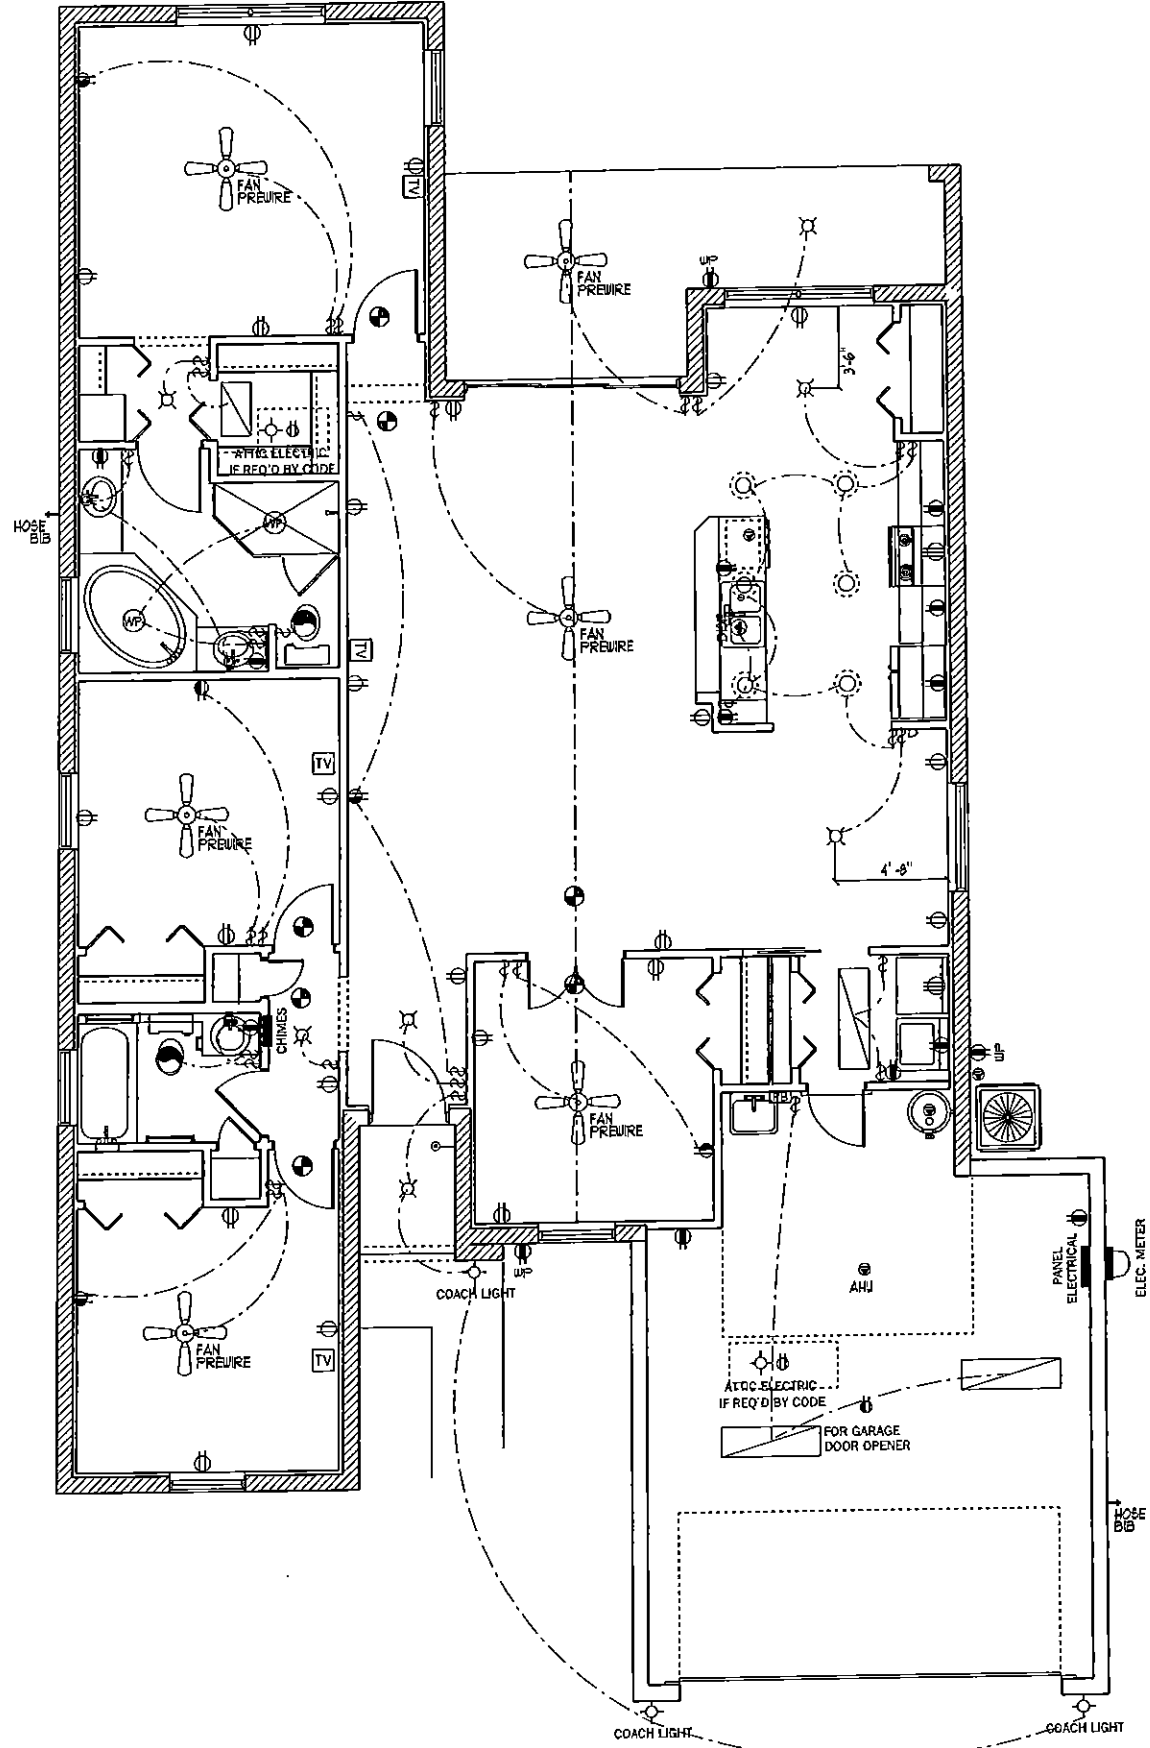 FAN
PREWIRE
TV
FAN
PREWIRE
WP
3'-6"
ATTIC ELECTRIC
IF REQ'D BY CODE
HOSE
BIB
WP
WP
TV
FAN
PREWIRE
TV
FAN
PREWIRE
4'-8"
CHIMES
WP
FAN
PREWIRE
WP
COACH LIGHT
AHU
ELECTRICAL
PANEL
ELEC. METER
FAN
PREWIRE
TV
ATTIC ELECTRIC
IF REQ'D BY CODE
FOR GARAGE
DOOR OPENER
HOSE
BIB
COACH LIGHT
COACH LIGHT